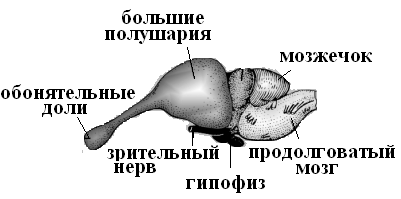 большие
полушария
мозжечок
обонятельные
доли
зрительный
нерв
гипофиз
продолговатый
мозг